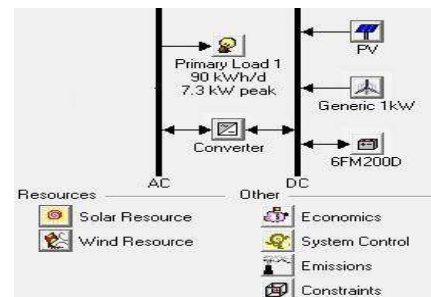 PV
Primary Load 1
90 kWh/d
7.3 kW peak
Generic 1kW
Converter
6FM200D
AC
DC
Resources
Other
Solar Resource
Economics
Wind Resource
System Control
Emissions
Constraints